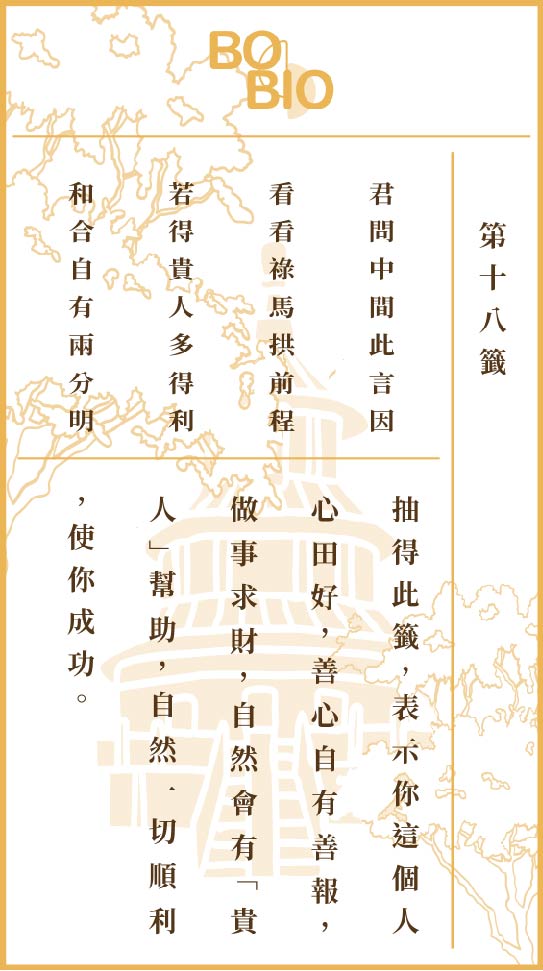 BO
BIO
第十八籤
君問中間此言因
看看祿馬拱前程
若得貴人多得利
和合自有兩分明
抽得此籤，表示你這個人
心田好，善心自有善報，
做事求財，自然會有「貴
人」幫助，自然一切順利
，使你成功。